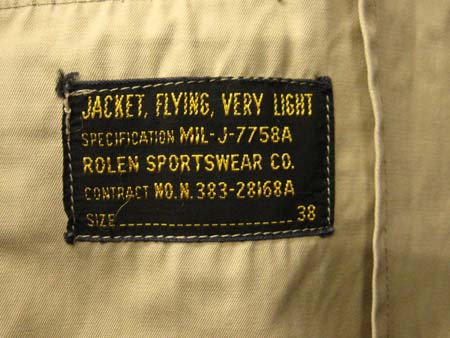 JACKET, FLYING, VERY LIGHT
SPECIFICATION MIL-J-7758A
ROLEN SPORTSWEAR CO.
CONTRACT NO.N.383-28168A
SIZE 38